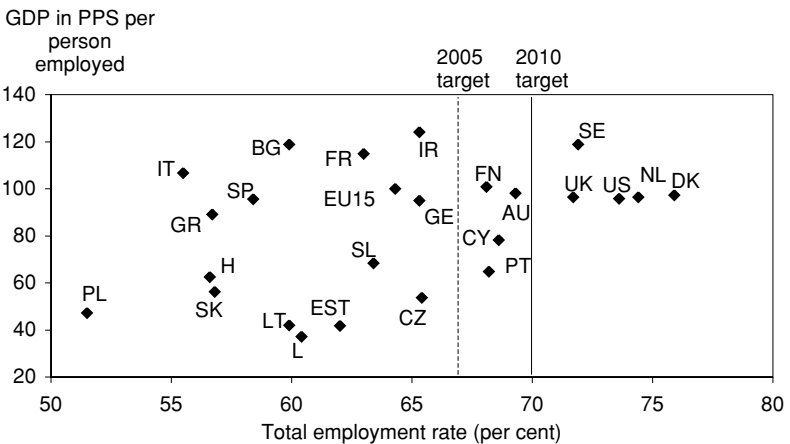 GDP in PPS per
person
employed
2005
target
2010
target
140
120
100
80
60
40
20
IT
BG
FR
IR
SE
SP
EU15
GE
FN
AU
UK
US
NL
DK
GR
CY
PT
SL
H
SK
PL
LT
L
EST
CZ
50
55
60
65
70
75
80
Total employment rate (per cent)